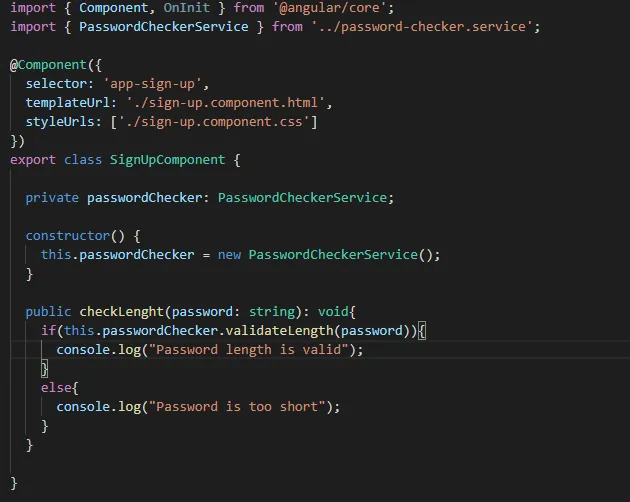 import { Component, OnInit } from '@angular/core';
import { PasswordCheckerService } from '../password-checker.service';
@Component({
  selector: 'app-sign-up',
  templateUrl: './sign-up.component.html',
  styleUrls: ['./sign-up.component.css']
})
export class SignUpComponent {
  private passwordChecker: PasswordCheckerService;
  constructor() {
    this.passwordChecker = new PasswordCheckerService();
  }
  public checkLenght(password: string): void{
    if(this.passwordChecker.validateLength(password)){
      console.log("Password length is valid");
    }
    else{
      console.log("Password is too short");
    }
  }
}